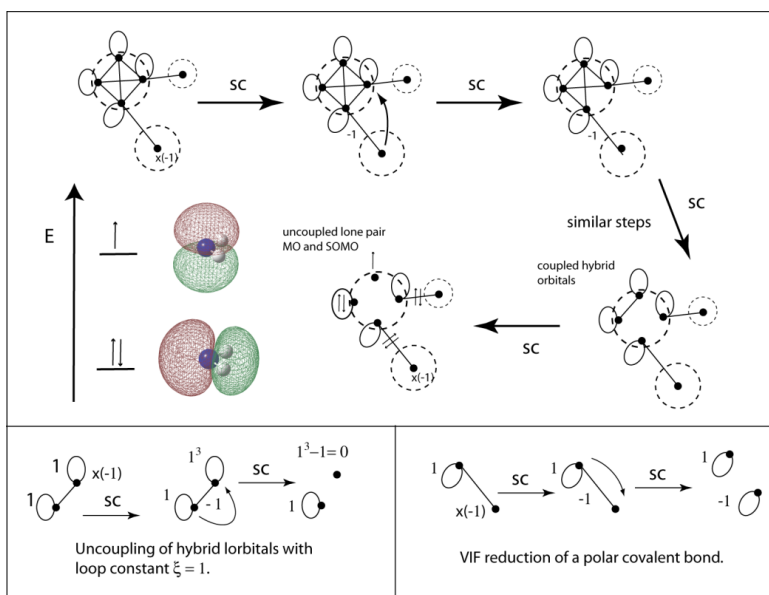 SC
SC
-1
-1
x(-1)
SC
similar steps
E
uncoupled lone pair
MO and SOMO
coupled hybrid
orbitals
SC
x(-1)
1
x(-1)
1
SC
1³
1
-1
SC
1³-1=0
1
Uncoupling of hybrid lorbitals with
loop constant ξ = 1.
1
x(-1)
SC
1
-1
SC
1
-1
VIF reduction of a polar covalent bond.